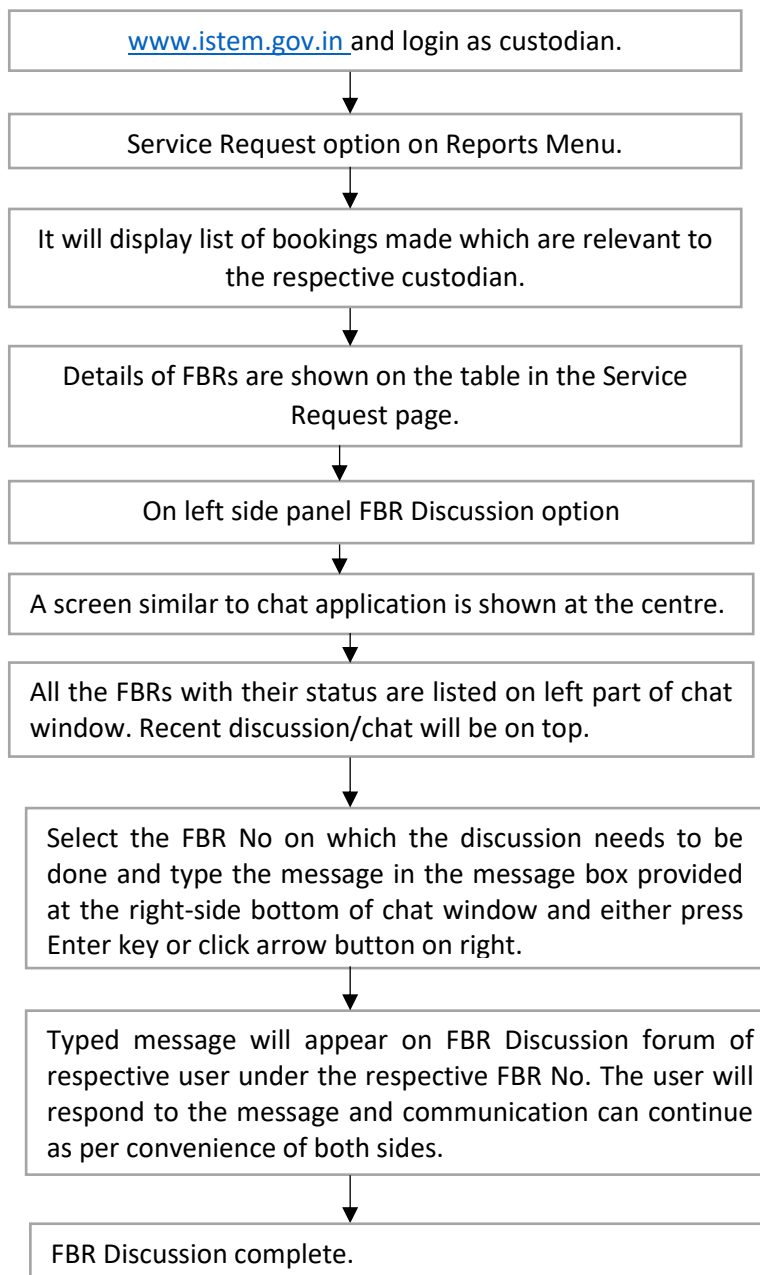 www.istem.gov.in and login as custodian.
Service Request option on Reports Menu.
It will display list of bookings made which are relevant to
the respective custodian.
Details of FBRs are shown on the table in the Service
Request page.
On left side panel FBR Discussion option
A screen similar to chat application is shown at the centre.
All the FBRs with their status are listed on left part of chat
window. Recent discussion/chat will be on top.
Select the FBR No on which the discussion needs to be
done and type the message in the message box provided
at the right-side bottom of chat window and either press
Enter key or click arrow button on right.
Typed message will appear on FBR Discussion forum of
respective user under the respective FBR No. The user will
respond to the message and communication can continue
as per convenience of both sides.
FBR Discussion complete.